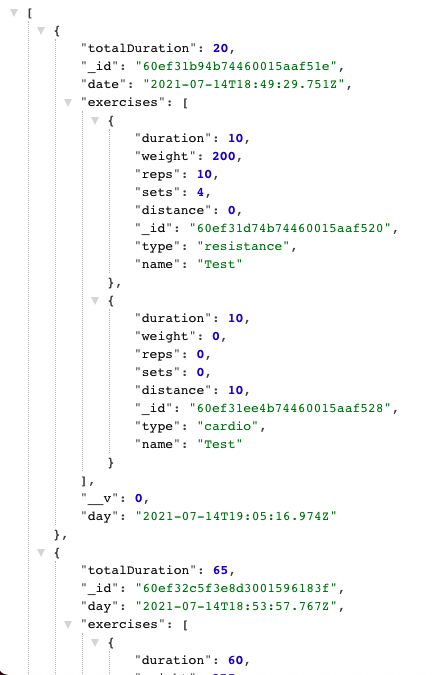 [
{
"totalDuration": 20,
"_id": "60ef31b94b74460015aaf51e",
"date": "2021-07-14T18:49:29.751Z",
"exercises": [
{
"duration": 10,
"weight": 200,
"reps": 10,
"sets": 4,
"distance": 0,
"_id": "60ef31d74b74460015aaf520",
"type": "resistance",
"name": "Test"
},
{
"duration": 10,
"weight": 0,
"reps": 0,
"sets": 0,
"distance": 10,
"_id": "60ef31ee4b74460015aaf528",
"type": "cardio",
"name": "Test"
}
],
"__v": 0,
"day": "2021-07-14T19:05:16.974Z"
},
{
"totalDuration": 65,
"_id": "60ef32c5f3e8d3001596183f",
"day": "2021-07-14T18:53:57.767Z",
"exercises": [
{
"duration": 60,